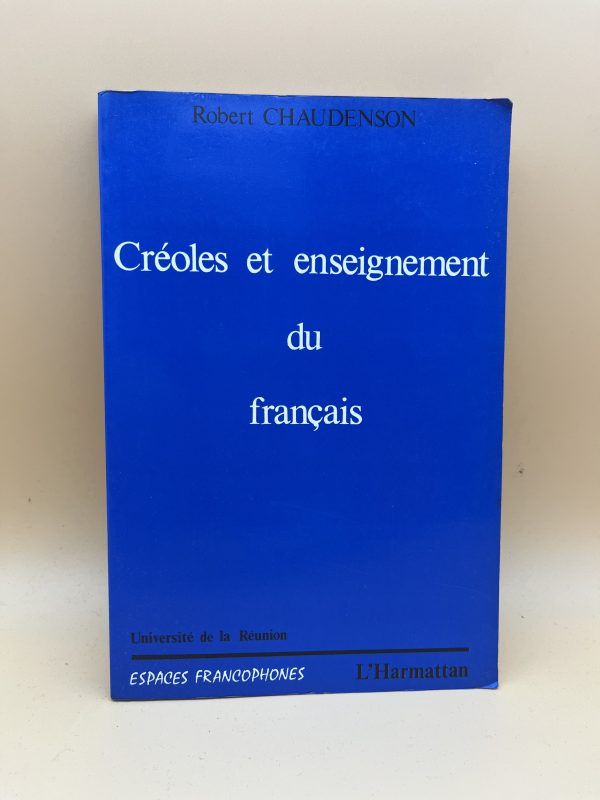 Robert CHAUDENSON
Créoles et enseignement
du
français
Université de la Réunion
ESPACES FRANCOPHONES
L'Harmattan